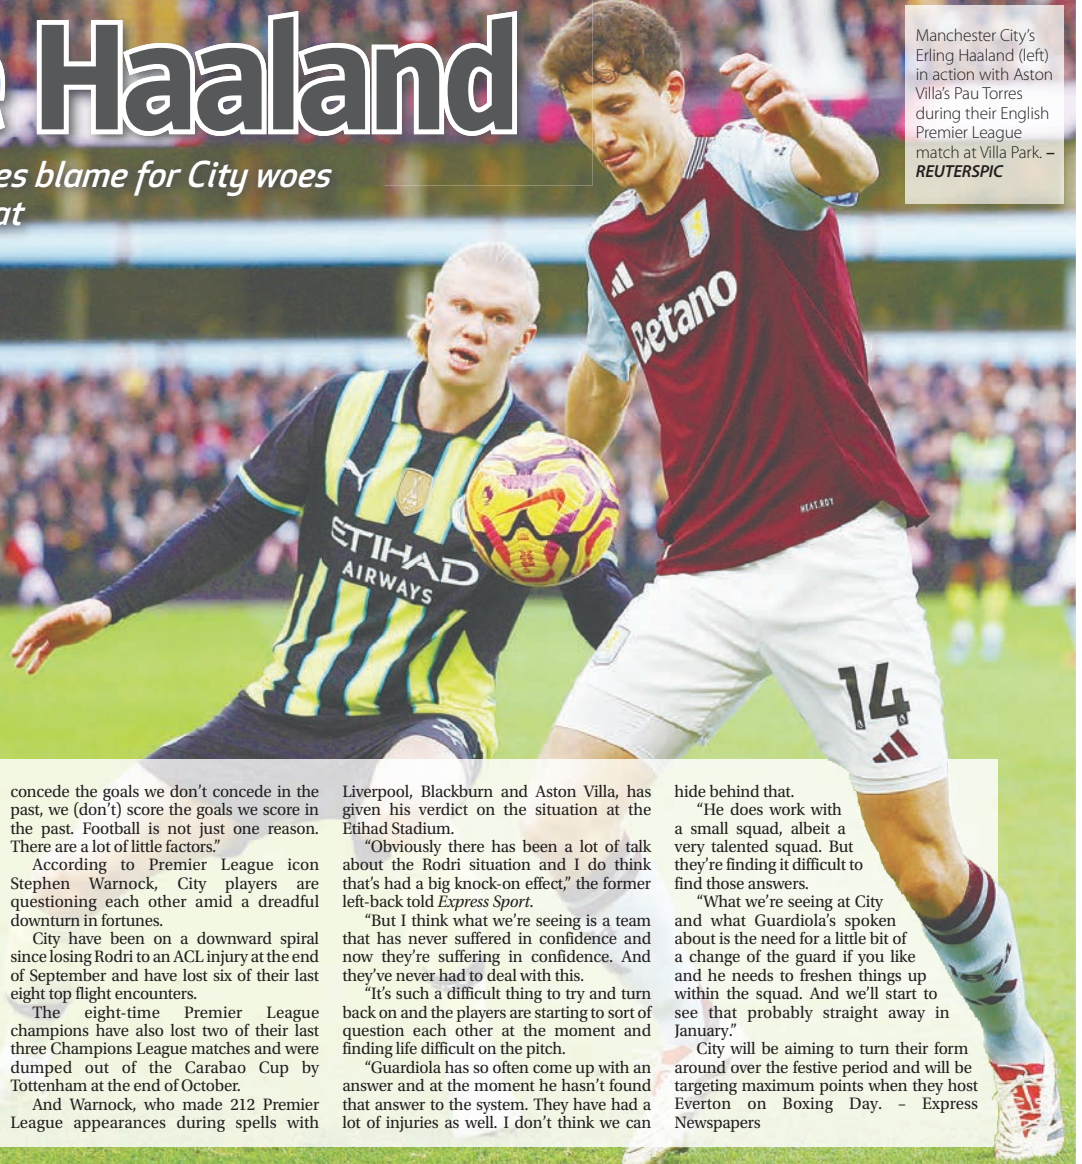 Haaland
es blame for City woes
at
Manchester City's
Erling Haaland (left)
in action with Aston
Villa's Pau Torres
during their English
Premier League
match at Villa Park. –
REUTERSPIC
Betano
HEAT.RDY
ETIHAD
AIRWAYS
14
concede the goals we don't concede in the
past, we (don't) score the goals we score in
the past. Football is not just one reason.
There are a lot of little factors."
According to Premier League icon
Stephen Warnock, City players are
questioning each other amid a dreadful
downturn in fortunes.
City have been on a downward spiral
since losing Rodri to an ACL injury at the end
of September and have lost six of their last
eight top flight encounters.
The eight-time Premier League
champions have also lost two of their last
three Champions League matches and were
dumped out of the Carabao Cup by
Tottenham at the end of October.
And Warnock, who made 212 Premier
League appearances during spells with
Liverpool, Blackburn and Aston Villa, has
given his verdict on the situation at the
Etihad Stadium.
"Obviously there has been a lot of talk
about the Rodri situation and I do think
that's had a big knock-on effect," the former
left-back told Express Sport.
"But I think what we're seeing is a team
that has never suffered in confidence and
now they're suffering in confidence. And
they've never had to deal with this.
"It's such a difficult thing to try and turn
back on and the players are starting to sort of
question each other at the moment and
finding life difficult on the pitch.
"Guardiola has so often come up with an
answer and at the moment he hasn't found
that answer to the system. They have had a
lot of injuries as well. I don't think we can
hide behind that.
"He does work with
a small squad, albeit a
very talented squad. But
they're finding it difficult to
find those answers.
"What we're seeing at City
and what Guardiola's spoken
about is the need for a little bit of
a change of the guard if you like
and he needs to freshen things up
within the squad. And we'll start to
see that probably straight away in
January."
City will be aiming to turn their form
around over the festive period and will be
targeting maximum points when they host
Everton on Boxing Day. – Express
Newspapers